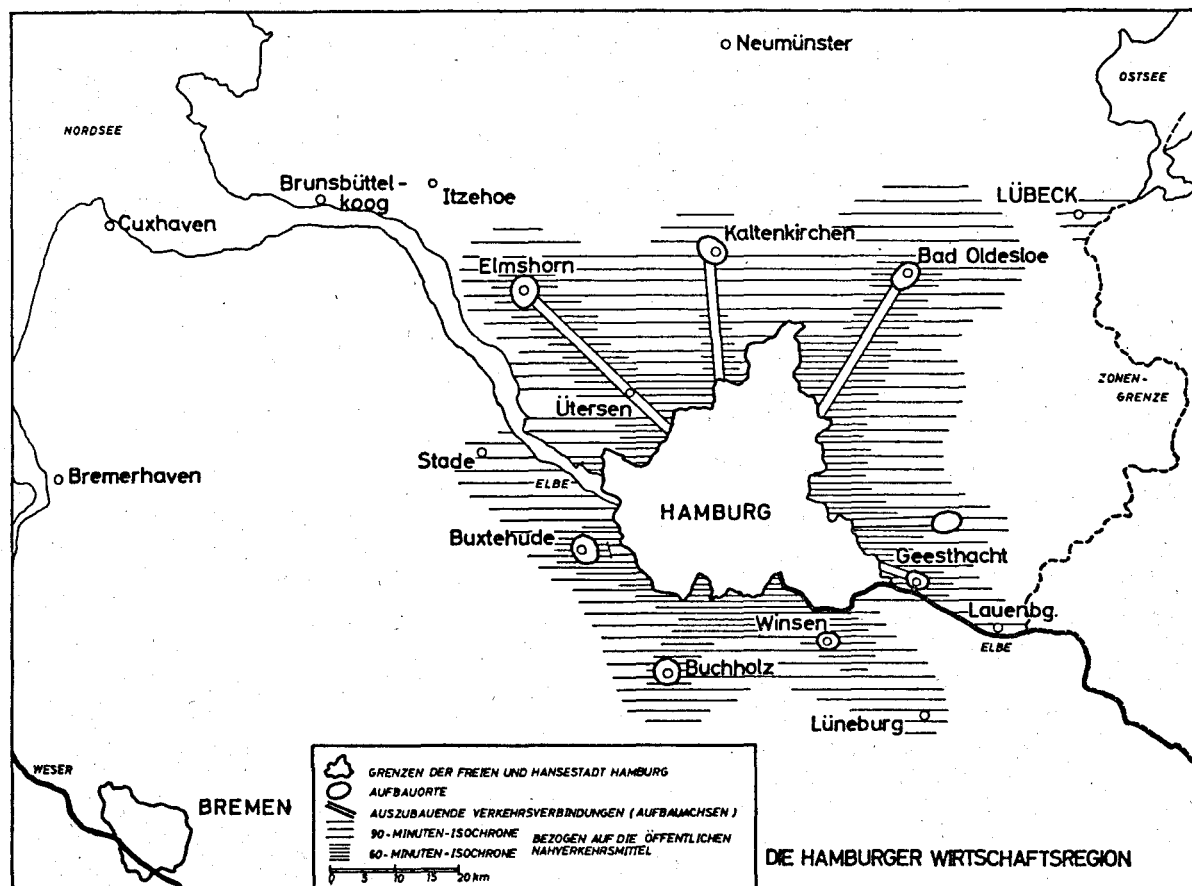 Neumünster
OSTSEE
NORDSEE
Brunsbüttel-
koog
Itzehoe
LÜBECK
Cuxhaven
Kaltenkirchen
Bad Oldesloe
Elmshorn
ZONEN-
GRENZE
Ütersen
Stade
Bremerhaven
ELBE
HAMBURG
Buxtehude
Geesthacht
Lauenbg.
Winsen
ELBE
Buchholz
Lüneburg
WESER
BREMEN
GRENZEN DER FREIEN UND HANSESTADT HAMBURG
AUFBAUORTE
AUSZUBAUENDE VERKEHRSVERBINDUNGEN (AUFBAUACHSEN)
90-MINUTEN-ISOCHRONE
60-MINUTEN-ISOCHRONE
BEZOGEN AUF DIE ÖFFENTLICHEN
NAHVERKEHRSMITTEL
0 5 10 15 20 km
DIE HAMBURGER WIRTSCHAFTSREGION